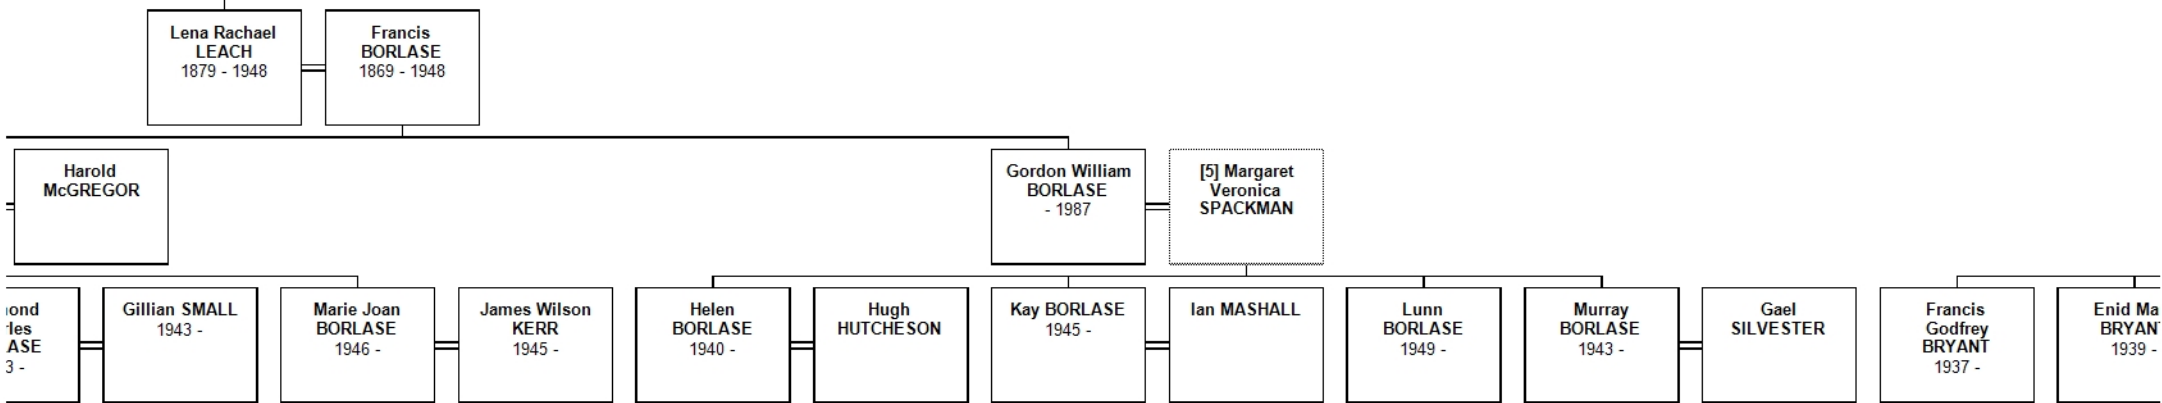 Lena Rachael
LEACH
1879 - 1948
Francis
BORLASE
1869 - 1948
Harold
McGREGOR
Gordon William
BORLASE
- 1987
[5] Margaret
Veronica
SPACKMAN
Gillian SMALL
1943 -
Marie Joan
BORLASE
1946 -
James Wilson
KERR
1945 -
Helen
BORLASE
1940 -
Hugh
HUTCHESON
Kay BORLASE
1945 -
Ian MASHALL
Lunn
BORLASE
1949 -
Murray
BORLASE
1943 -
Gael
SILVESTER
Francis
Godfrey
BRYANT
1937 -
Enid
1939 -